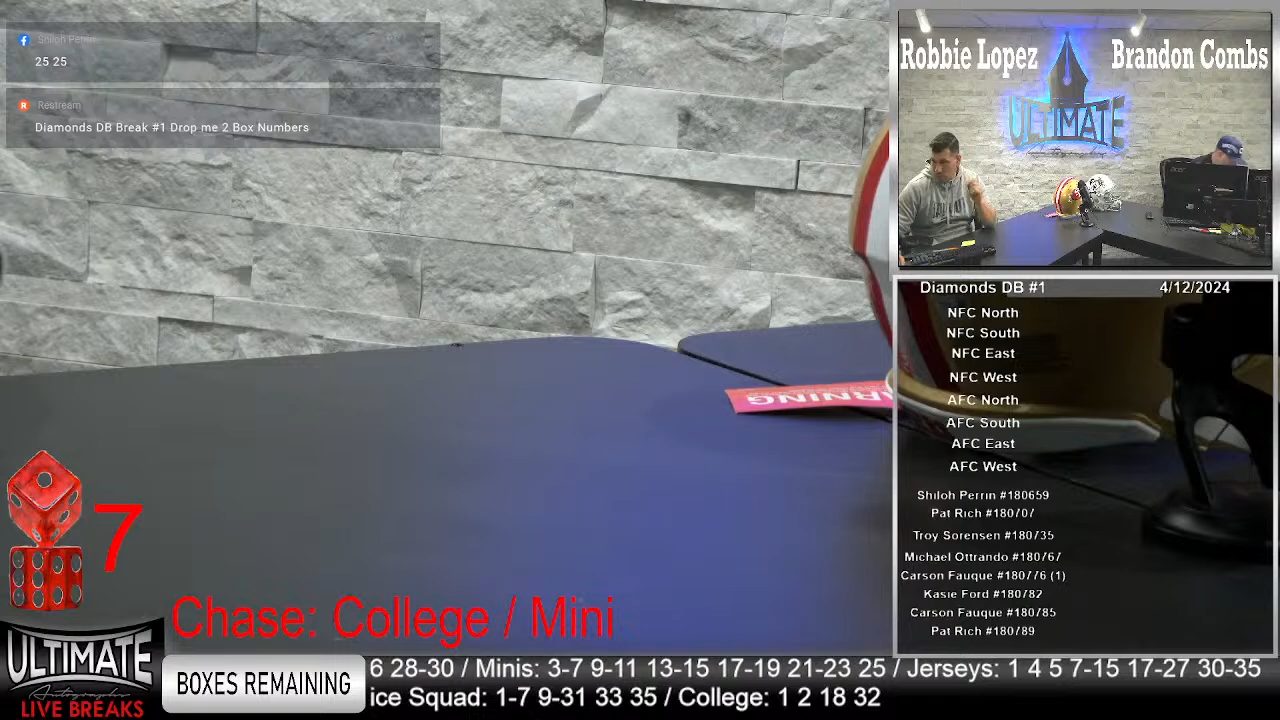 Shiloh Perrin
25 25
Restream
Diamonds DB Break #1 Drop me 2 Box Numbers
Robbie Lopez
Brandon Combs
ULTIMATE
Diamonds DB #1
4/12/2024
NFC North
NFC South
NFC East
NFC West
AFC North
AFC South
AFC East
AFC West
Shiloh Perrin #180659
Pat Rich #180707
Troy Sorensen #180735
Michael Ottrando #180767
Carson Fauque #180776 (1)
Kasie Ford #180782
Carson Fauque #180785
Pat Rich #180789
ARNING
7
Chase: College / Mini
ULTIMATE
Autographs
LIVE BREAKS
BOXES REMAINING
6 28-30 / Minis: 3-7 9-11 13-15 17-19 21-23 25 / Jerseys: 1 4 5 7-15 17-27 30-35
ice Squad: 1-7 9-31 33 35 / College: 1 2 18 32